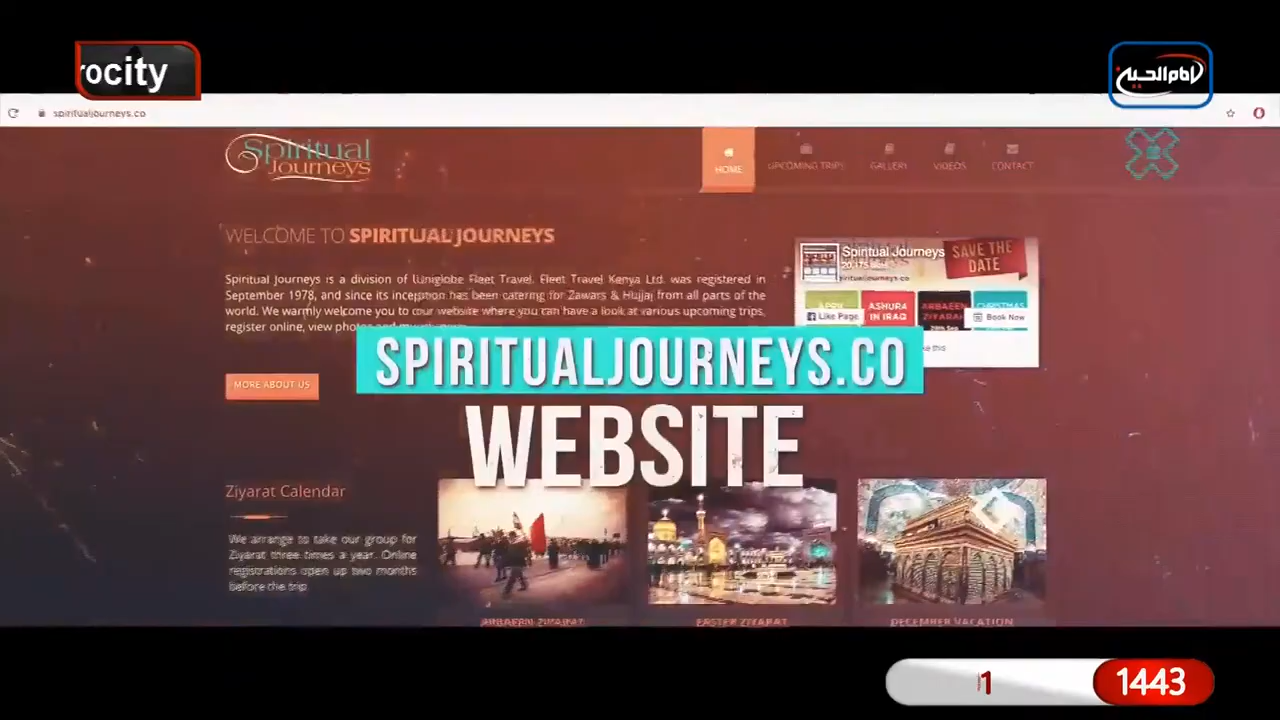 rocity
امام الحسين
spiritualjourneys.co
Spiritual
Journeys
HOME
UPCOMING TRIPS
GALLERY
VIDEOS
CONTACT
WELCOME TO SPIRITUAL JOURNEYS
Spiritual Journeys is a division of Uniglobe Fleet Travel. Fleet Travel Kenya Ltd. was registered in
September 1978, and since its inception has been catering for Zawars & Hujjaj from all parts of the
world. We warmly welcome you to our website where you can have a look at various upcoming trips,
register online, view photos and
Spiritual Journeys
spiritualjourneys.co
SAVE THE
DATE
ASHURA
IN IRAQ
ARBAEEN
ZIYARAH
CHRISTMAS
Like Page
Book Now
like this
MORE ABOUT US
SPIRITUALJOURNEYS.CO
WEBSITE
Ziyarat Calendar
We arrange to take our group for
Ziyarat three times a year. Online
registrations open up two months
before the trip.
ARBAEEN ZIYARAT
EASTER ZIYARAT
DECEMBER VACATION
1
1443